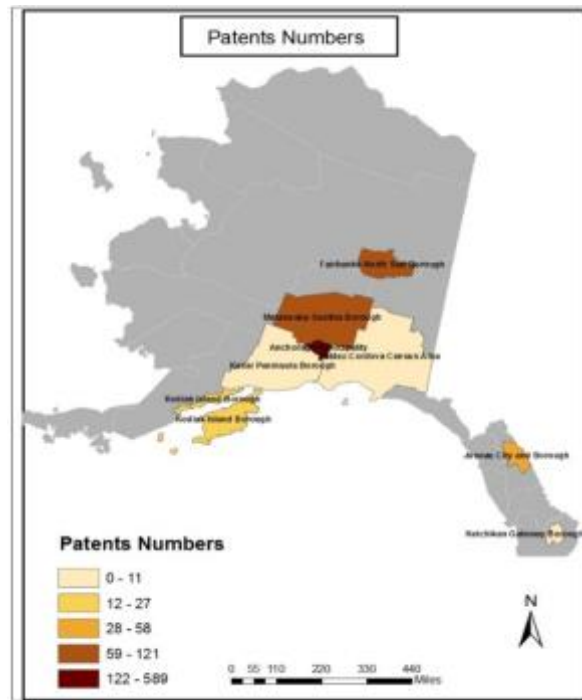 Patents Numbers
Fairbanks North Star Borough
Matanuska-Susitna Borough
Anchorage Municipality
Valdez Cordova Census Area
Kenai Peninsula Borough
Kodiak Island Borough
Kodiak Island Borough
Juneau City and Borough
Ketchikan Gateway Borough
Patents Numbers
0 - 11
12 - 27
28 - 58
59 - 121
122 - 589
N
0 55 110 220 330 440
Miles